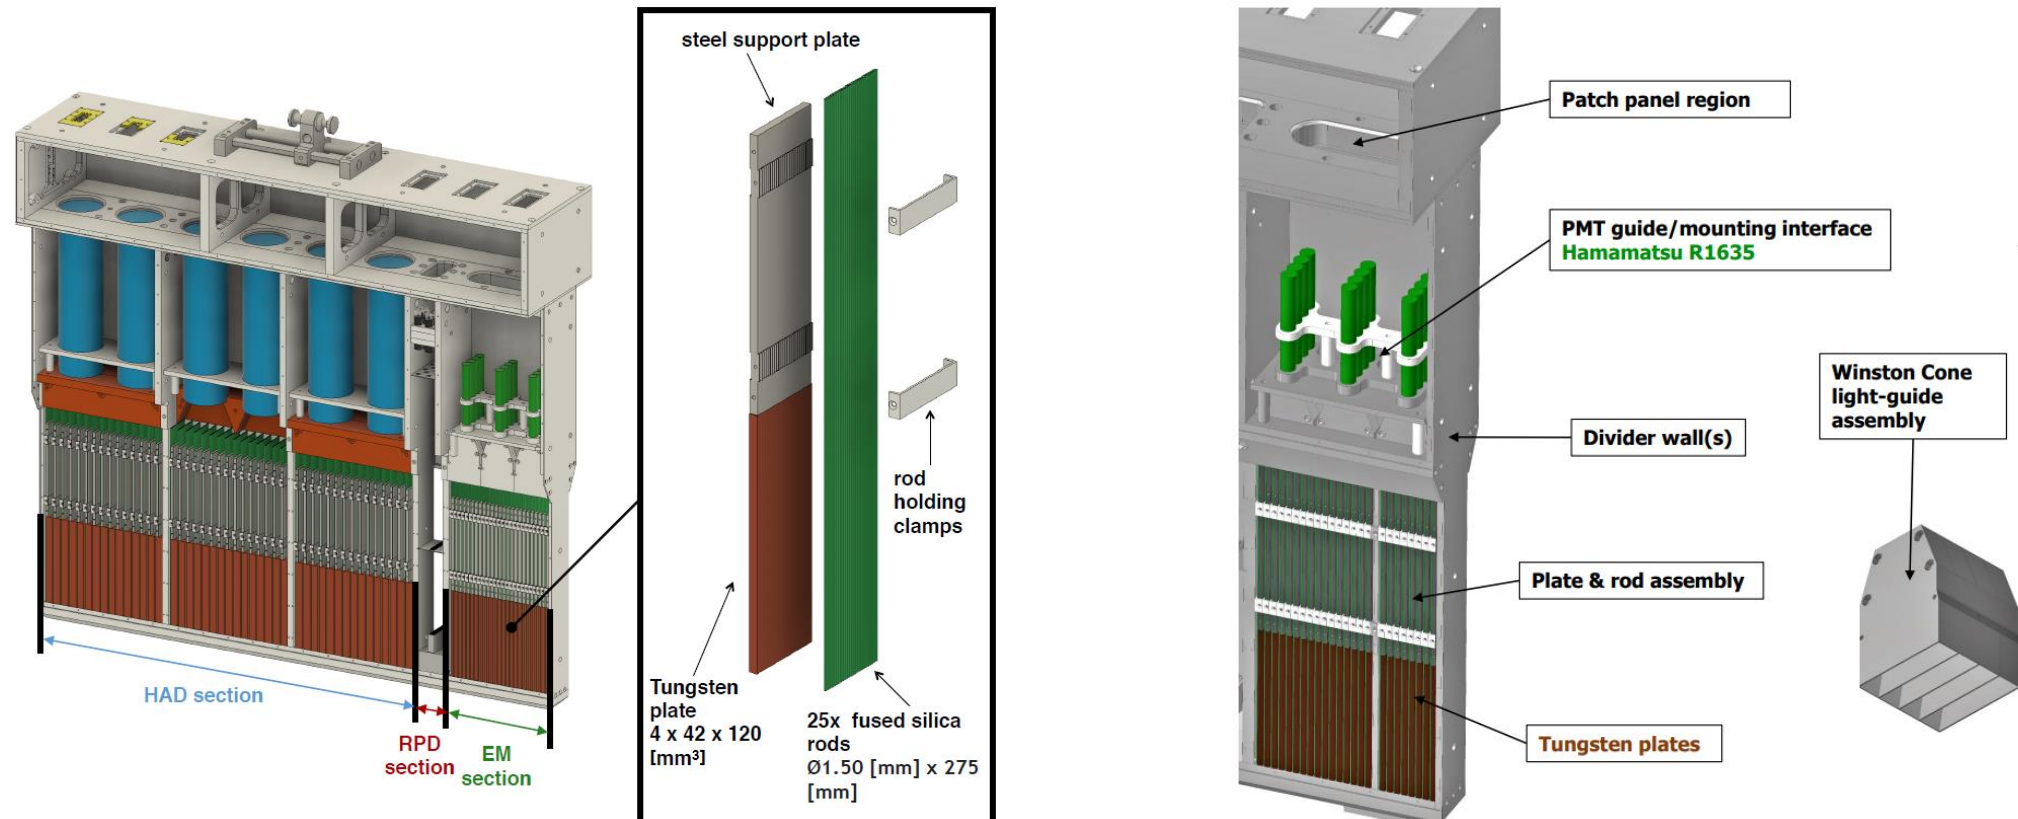 steel support plate
rod
holding
clamps
Tungsten
plate
4 x 42 x 120
[mm³]
25x fused silica
rods
Ø1.50 [mm] x 275
[mm]
HAD section
RPD
section
EM
section
Patch panel region
PMT guide/mounting interface
Hamamatsu R1635
Winston Cone
light-guide
assembly
Divider wall(s)
Plate & rod assembly
Tungsten plates